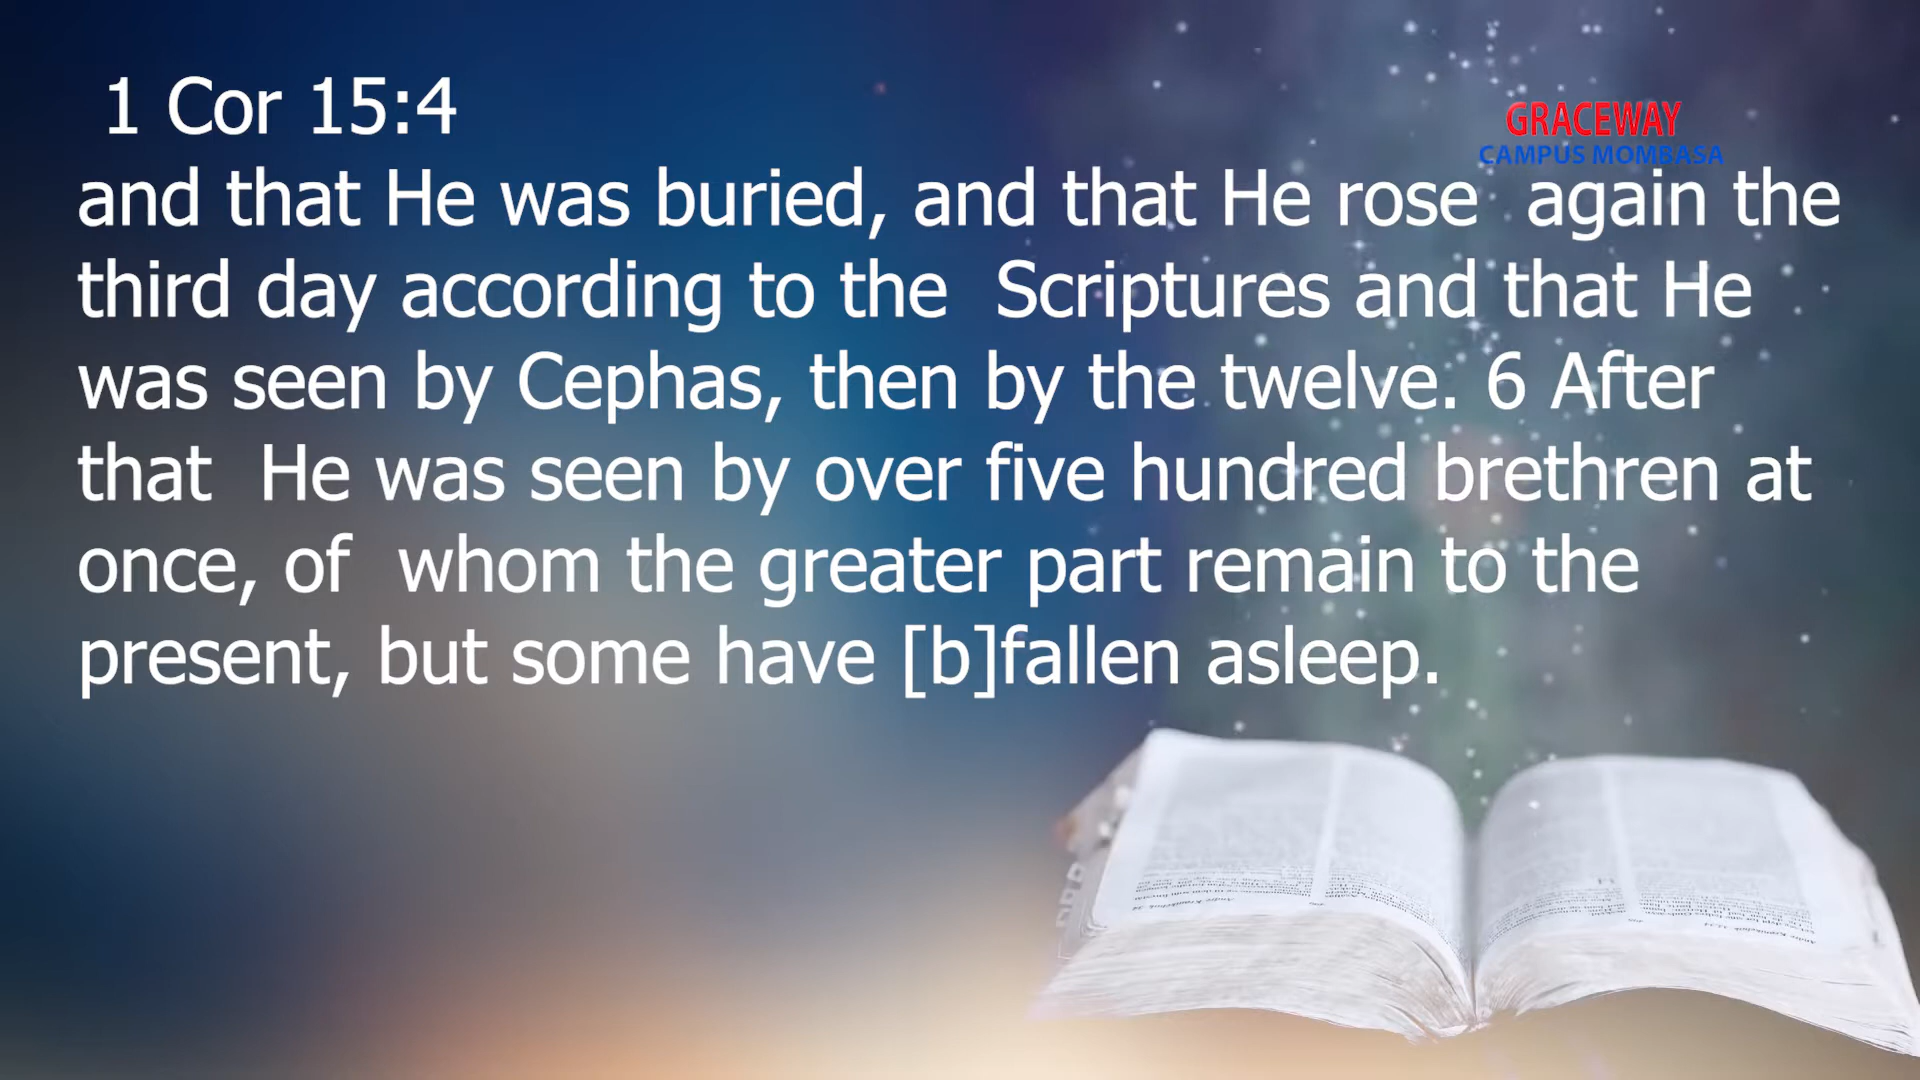 1 Cor 15:4
GRACEWAY
CAMPUS MOMBASA
and that He was buried, and that He rose  again the
third day according to the  Scriptures and that He
was seen by Cephas, then by the twelve. 6 After
that  He was seen by over five hundred brethren at
once, of  whom the greater part remain to the
present, but some have [b]fallen asleep.